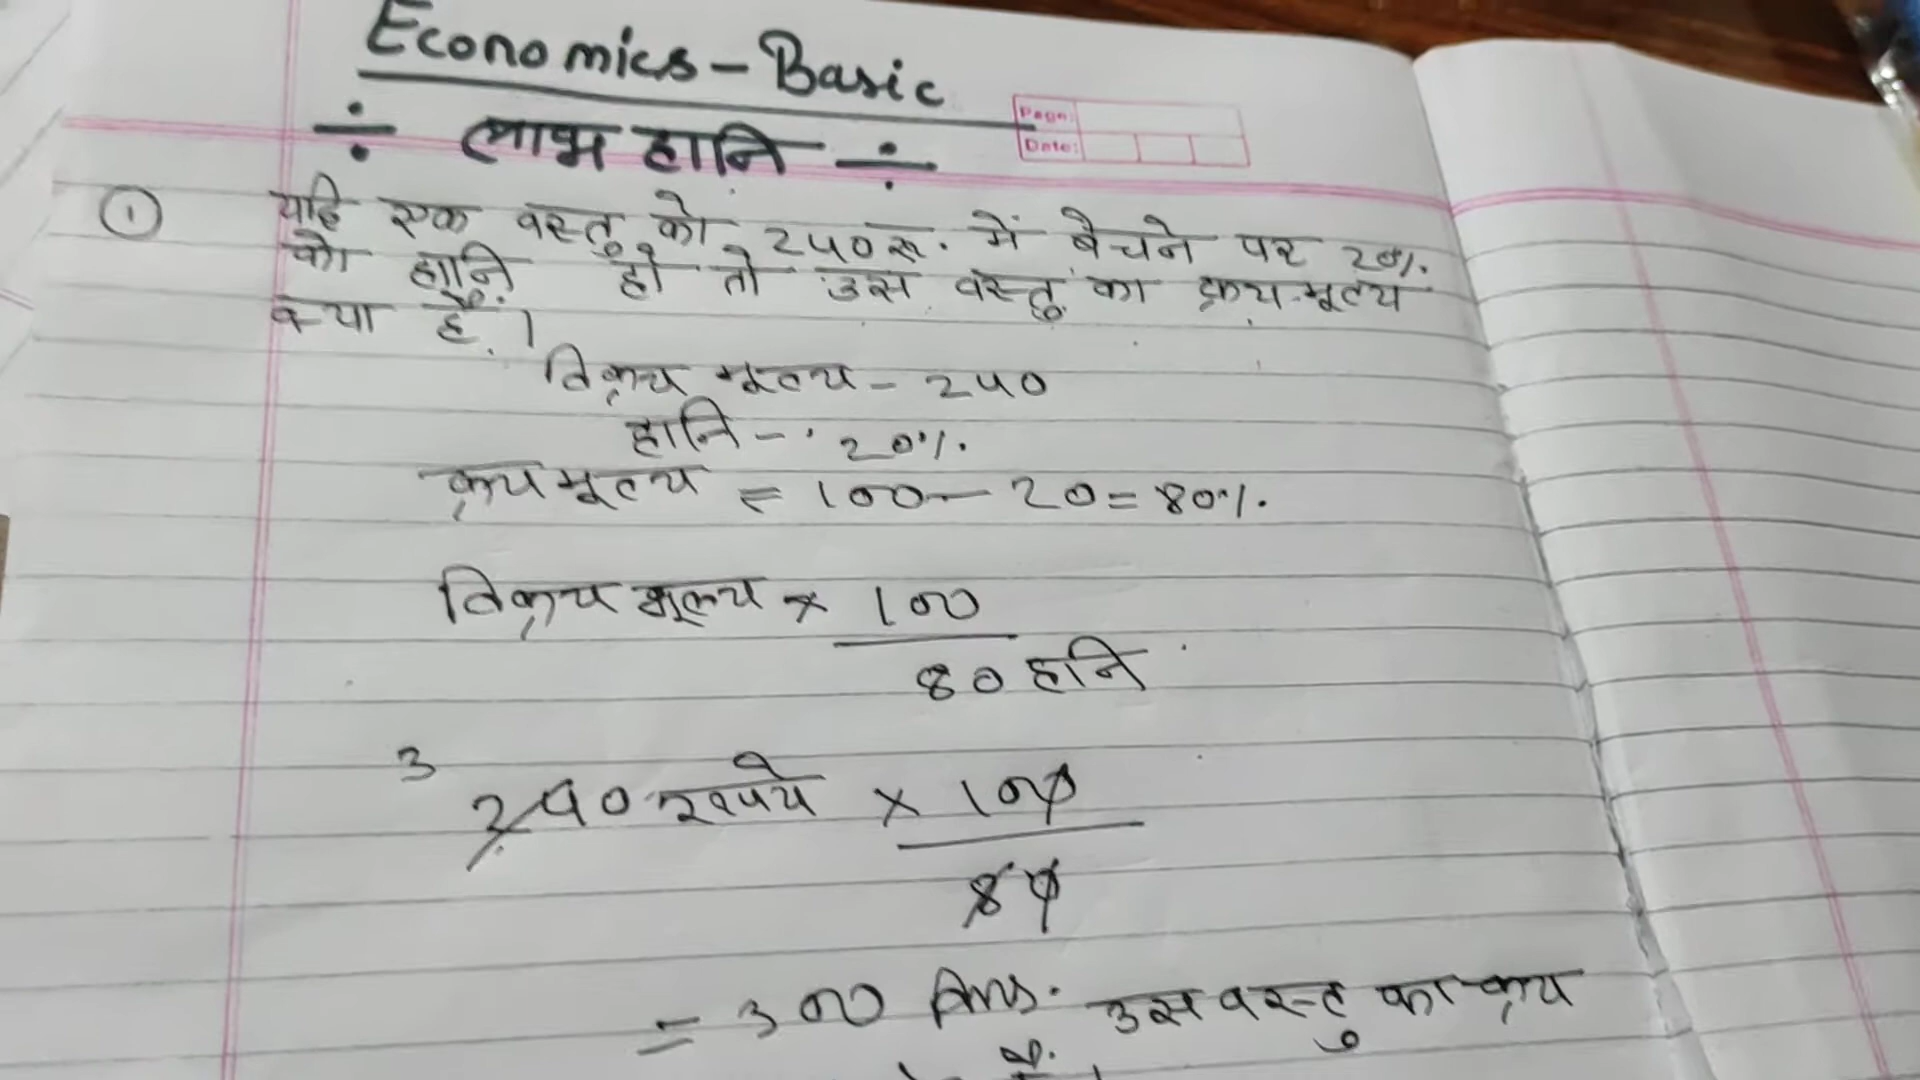 Economics - Basic
÷ लाभ हानि ÷
Page:
Date:
① यदि एक वस्तु को 240 रू. में बेचने पर 20%
की हानि हो तो उस वस्तु का क्रय मूल्य
क्या है।
विक्रय मूल्य - 240
हानि - 20%
क्रय मूल्य = 100 - 20 = 80%
विक्रय मूल्य × 100
80 हानि
3
240 रूपये × 100
80
= 300 Ans. उस वस्तु का क्रय